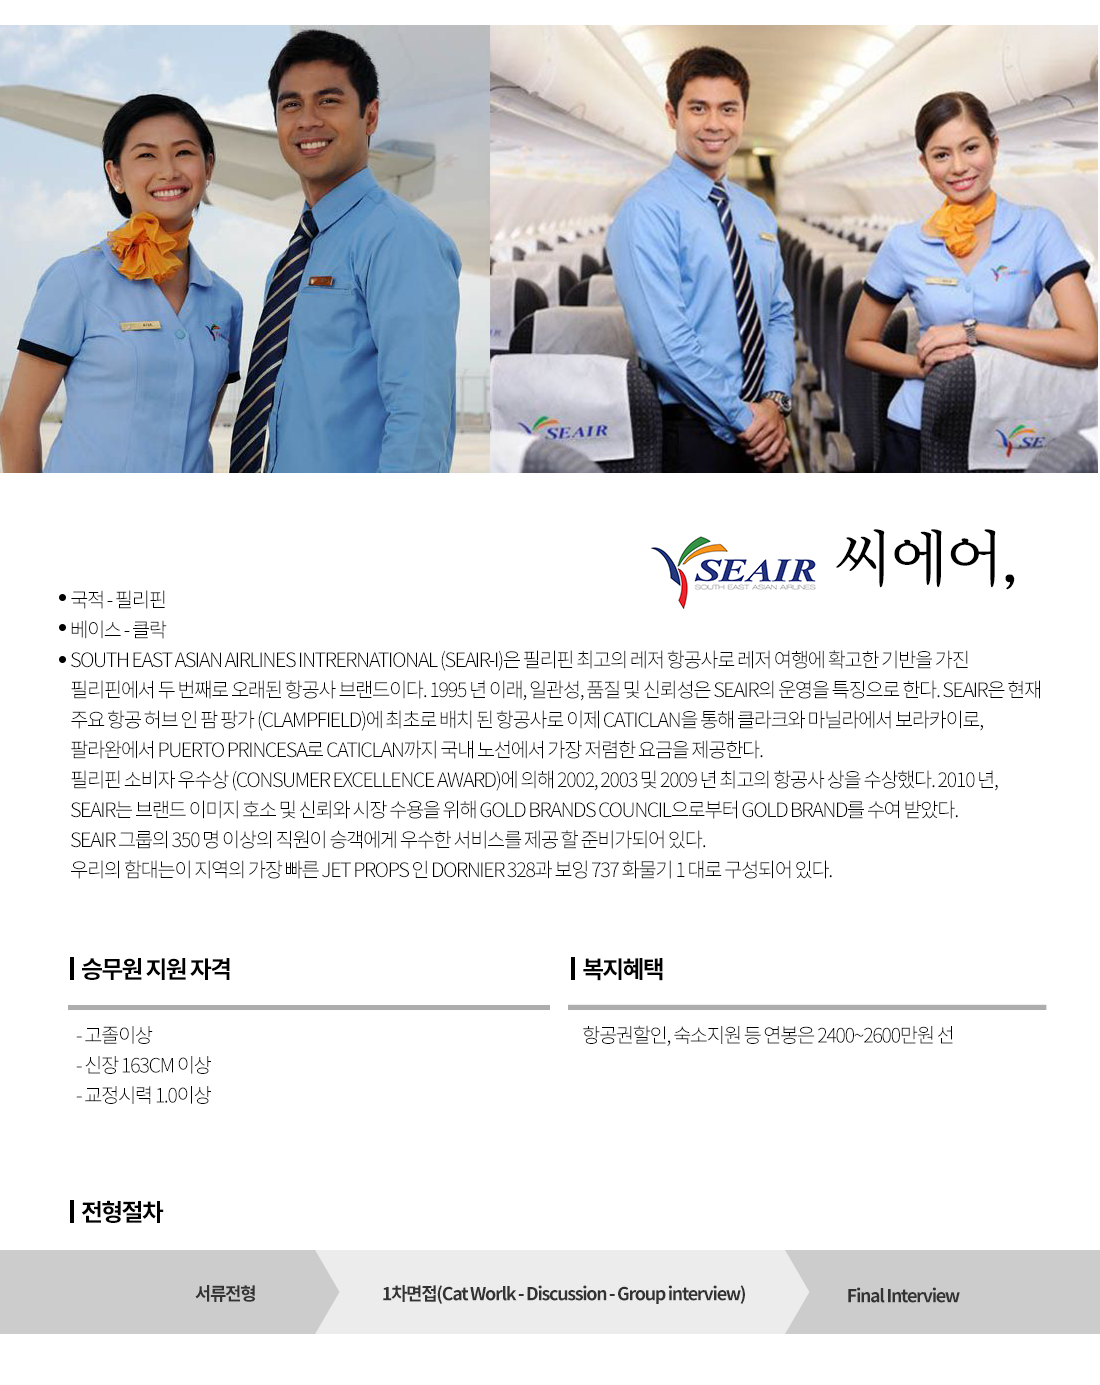 SEAIR
SE
SEAIR
SOUTH EAST ASIAN AIRLINES
씨에어,
• 국적 - 필리핀
• 베이스 - 클락
• SOUTH EAST ASIAN AIRLINES INTRERNATIONAL (SEAIR-I)은 필리핀 최고의 레저 항공사로 레저 여행에 확고한 기반을 가진
필리핀에서 두 번째로 오래된 항공사 브랜드이다. 1995 년 이래, 일관성, 품질 및 신뢰성은 SEAIR의 운영을 특징으로 한다. SEAIR은 현재
주요 항공 허브 인 팜 팡가 (CLAMPFIELD)에 최초로 배치 된 항공사로 이제 CATICLAN을 통해 클라크와 마닐라에서 보라카이로,
팔라완에서 PUERTO PRINCESA로 CATICLAN까지 국내 노선에서 가장 저렴한 요금을 제공한다.
필리핀 소비자 우수상 (CONSUMER EXCELLENCE AWARD)에 의해 2002, 2003 및 2009 년 최고의 항공사 상을 수상했다. 2010 년,
SEAIR는 브랜드 이미지 호소 및 신뢰와 시장 수용을 위해 GOLD BRANDS COUNCIL으로부터 GOLD BRAND를 수여 받았다.
SEAIR 그룹의 350 명 이상의 직원이 승객에게 우수한 서비스를 제공 할 준비가되어 있다.
우리의 함대는이 지역의 가장 빠른 JET PROPS 인 DORNIER 328과 보잉 737 화물기 1 대로 구성되어 있다.
승무원 지원 자격
- 고졸이상
- 신장 163CM 이상
- 교정시력 1.0이상
복지혜택
항공권할인, 숙소지원 등 연봉은 2400~2600만원 선
전형절차
서류전형
1차면접(Cat Worlk - Discussion - Group interview)
Final Interview